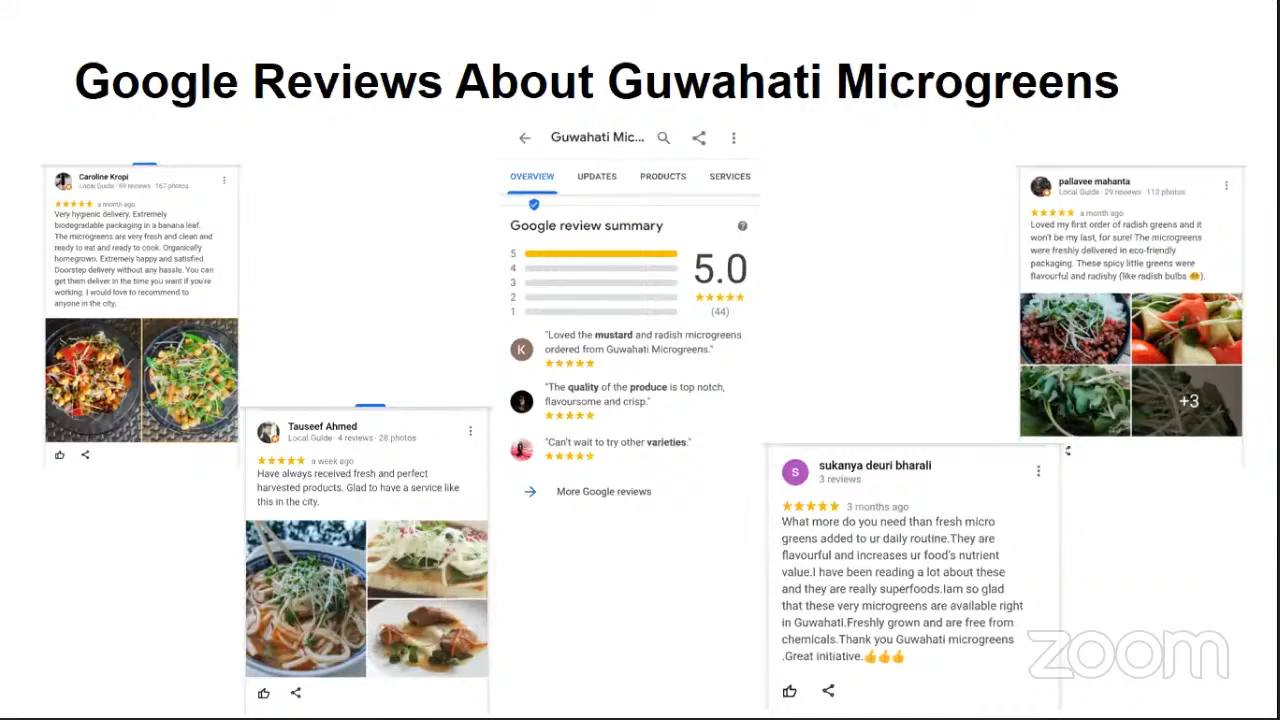 Google Reviews About Guwahati Microgreens
Caroline Kropi
Local Guide · 69 reviews · 167 photos
a month ago
Very hygienic delivery. Extremely
biodegradable packaging in a banana leaf.
The microgreens are very fresh and clean and
ready to eat and ready to cook. Organically
homegrown. Extremely happy and satisfied.
Doorstep delivery without any hassle. You can
get them deliver in the time you want if you're
working. I would love to recommend to
anyone in the city.
Tauseef Ahmed
Local Guide · 4 reviews · 28 photos
a week ago
Have always received fresh and perfect
harvested products. Glad to have a service like
this in the city.
Guwahati Mic...
OVERVIEW UPDATES PRODUCTS SERVICES
Google review summary
5
4
3
2
1
5.0
(44)
K
"Loved the mustard and radish microgreens
ordered from Guwahati Microgreens."
"The quality of the produce is top notch,
flavoursome and crisp."
"Can't wait to try other varieties."
More Google reviews
s
sukanya deuri bharali
3 reviews
3 months ago
What more do you need than fresh micro
greens added to ur daily routine.They are
flavourful and increases ur food's nutrient
value.I have been reading a lot about these
and they are really superfoods.Iam so glad
that these very microgreens are available right
in Guwahati.Freshly grown and are free from
chemicals.Thank you Guwahati microgreens
.Great initiative.👍👍👍
pallavee mahanta
Local Guide · 29 reviews · 112 photos
a month ago
Loved my first order of radish greens and it
won't be my last, for sure! The microgreens
were freshly delivered in eco-friendly
packaging. These spicy little greens were
flavourful and radishy (like radish bulbs ).
+3
zoom